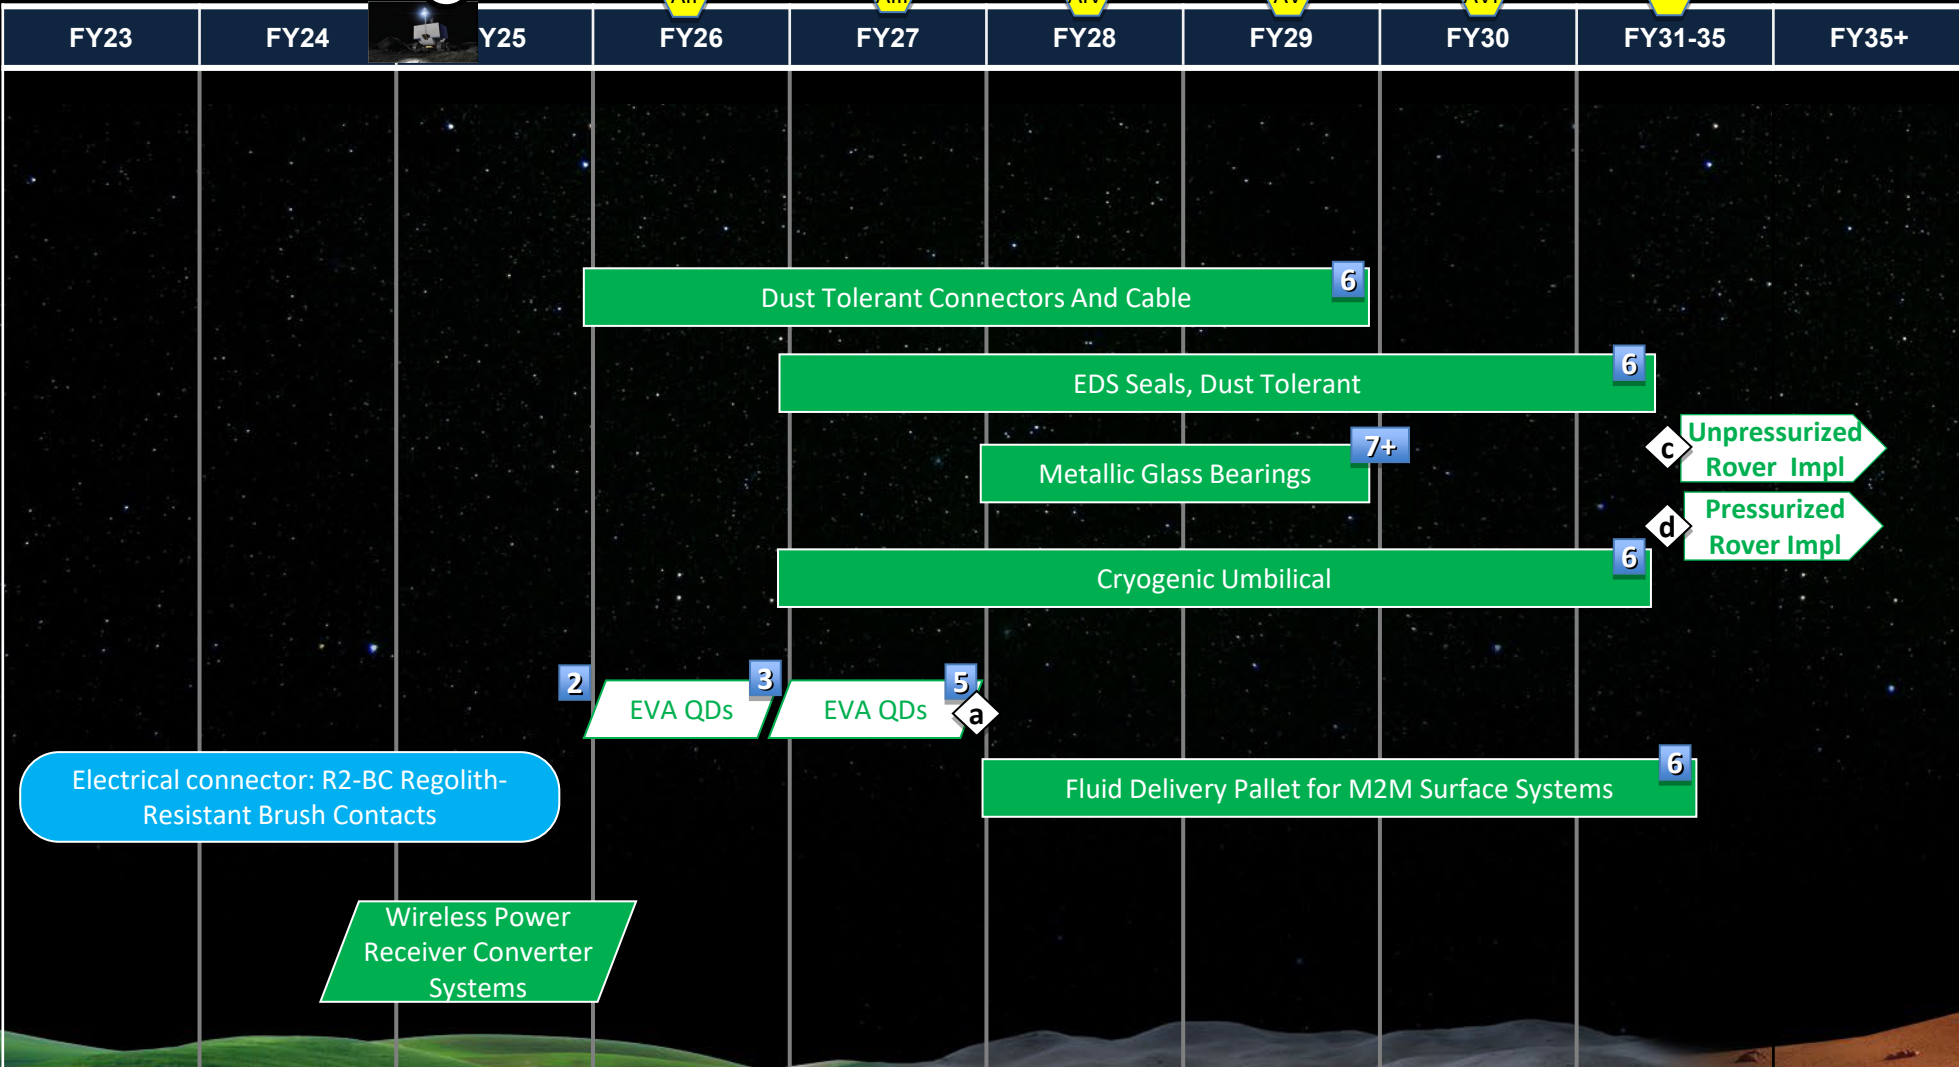 FY23 FY24 Y25 FY26 FY27 FY28 FY29 FY30 FY31-35 FY35+
6
Dust Tolerant Connectors And Cable
6
EDS Seals, Dust Tolerant
7+
Metallic Glass Bearings
c
Unpressurized
Rover Impl
d
Pressurized
Rover Impl
6
Cryogenic Umbilical
2
3
5
EVA QDs
EVA QDs
a
Electrical connector: R2-BC Regolith-
Resistant Brush Contacts
6
Fluid Delivery Pallet for M2M Surface Systems
Wireless Power
Receiver Converter
Systems